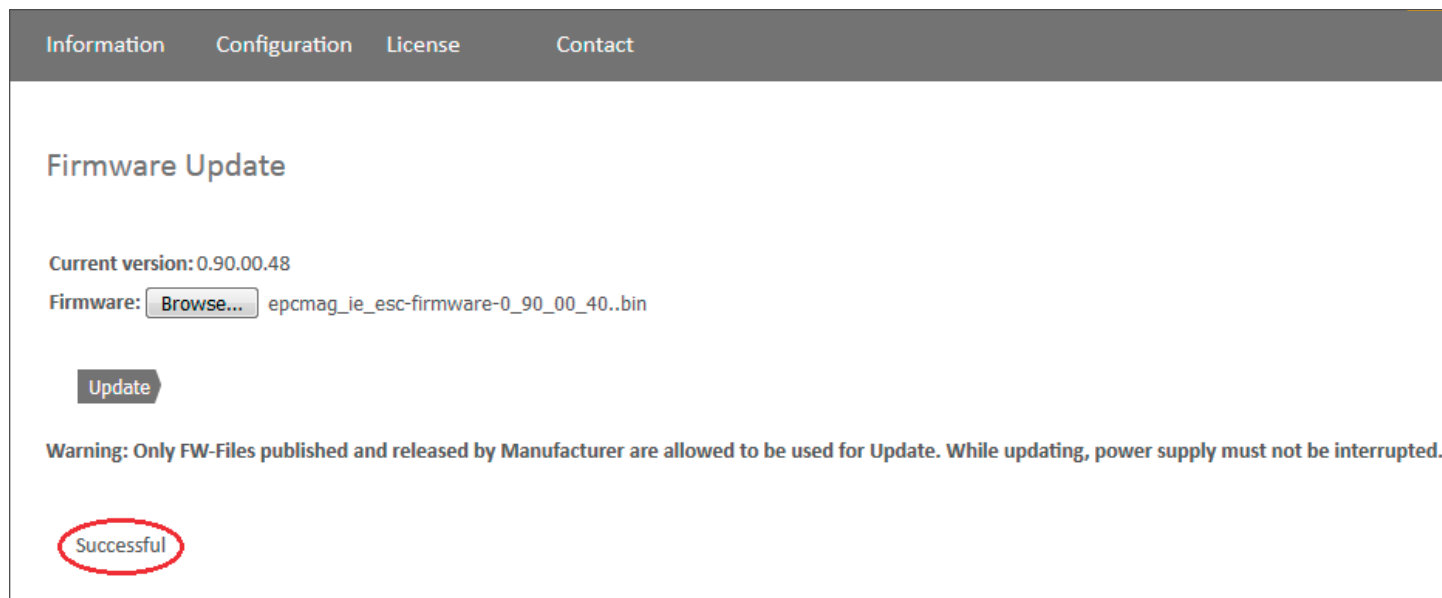 Information Configuration License Contact
Firmware Update
Current version: 0.90.00.48
Firmware: Browse... epcmag_ie_esc-firmware-0_90_00_40..bin
Update
Warning: Only FW-Files published and released by Manufacturer are allowed to be used for Update. While updating, power supply must not be interrupted.
Successful